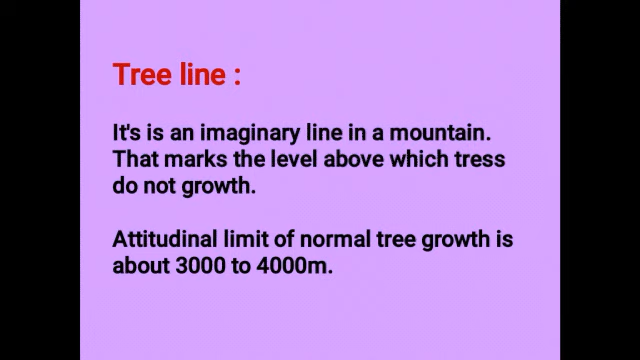 Tree line :
It's is an imaginary line in a mountain.
That marks the level above which tress
do not growth.
Attitudinal limit of normal tree growth is
about 3000 to 4000m.